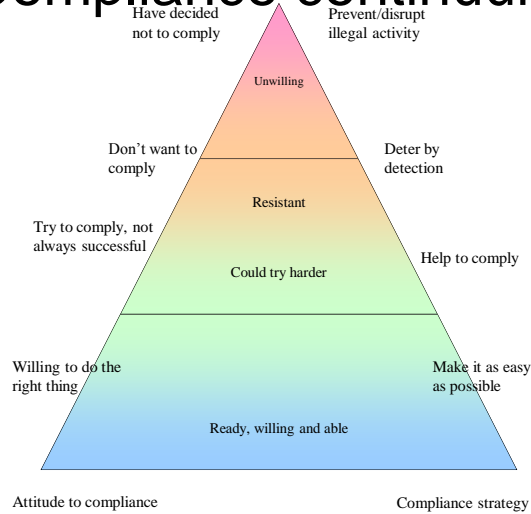 compliance continuu
Have decided
not to comply
Prevent/disrupt
illegal activity
Unwilling
Don't want to
comply
Deter by
detection
Resistant
Try to comply, not
always successful
Help to comply
Could try harder
Willing to do the
right thing
Make it as easy
as possible
Ready, willing and able
Attitude to compliance
Compliance strategy